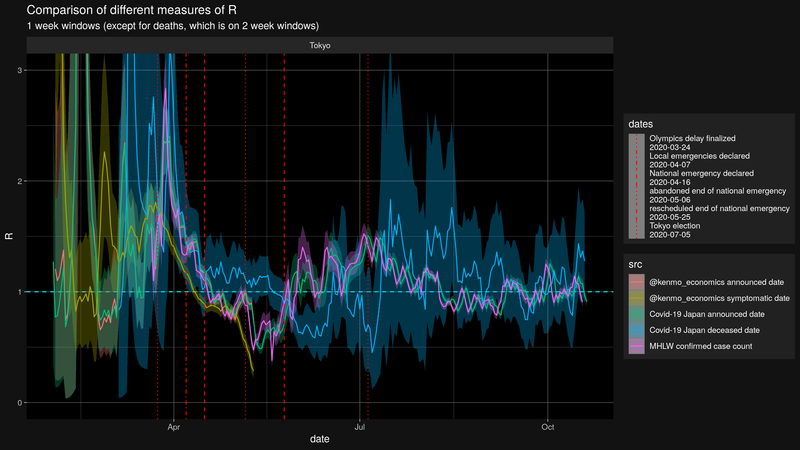 Comparison of different measures of R
1 week windows (except for deaths, which is on 2 week windows)
Tokyo
3
2
1
0
R
Apr
Jul
Oct
date
dates
Olympics delay finalized
2020-03-24
Local emergencies declared
2020-04-07
National emergency declared
2020-04-16
abandoned end of national emergency
2020-05-06
rescheduled end of national emergency
2020-05-25
Tokyo election
2020-07-05
src
@kenmo_economics announced date
@kenmo_economics symptomatic date
Covid-19 Japan announced date
Covid-19 Japan deceased date
MHLW confirmed case count